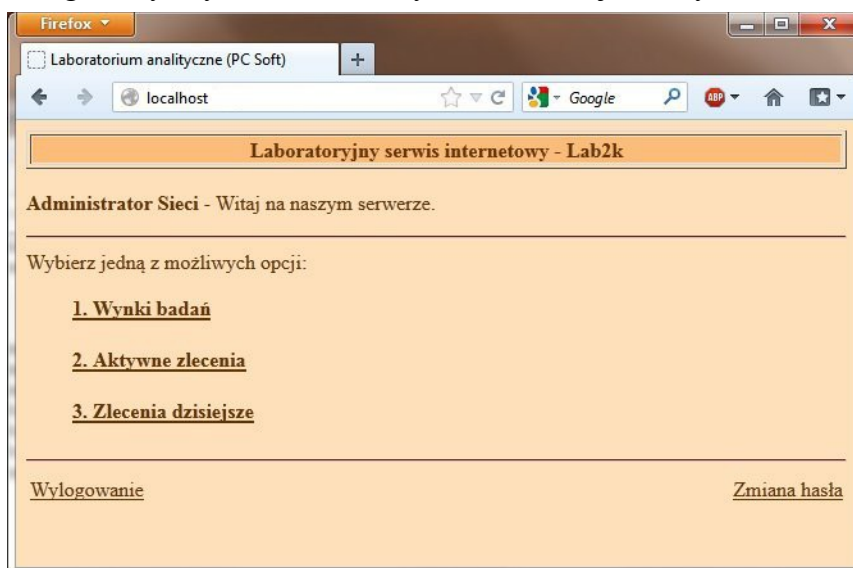 Firefox
Laboratorium analityczne (PC Soft)
localhost
Google
ABP
Laboratoryjny serwis internetowy - Lab2k
Administrator Sieci - Witaj na naszym serwerze.
Wybierz jedną z możliwych opcji:
1. Wynki badań
2. Aktywne zlecenia
3. Zlecenia dzisiejsze
Wylogowanie
Zmiana hasła